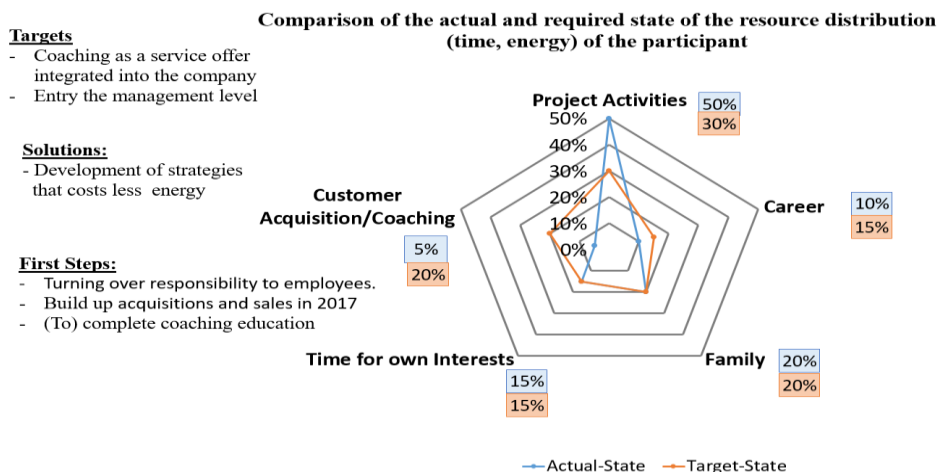 Comparison of the actual and required state of the resource distribution
(time, energy) of the participant
Targets
- Coaching as a service offer
integrated into the company
- Entry the management level
Solutions:
- Development of strategies
that costs less energy
First Steps:
- Turning over responsibility to employees.
- Build up acquisitions and sales in 2017
- (To) complete coaching education
Project Activities
50%
30%
50%
40%
30%
20%
10%
0%
Career
10%
15%
Family
20%
20%
Time for own Interests
15%
15%
Customer
Acquisition/Coaching
5%
20%
Actual-State
Target-State